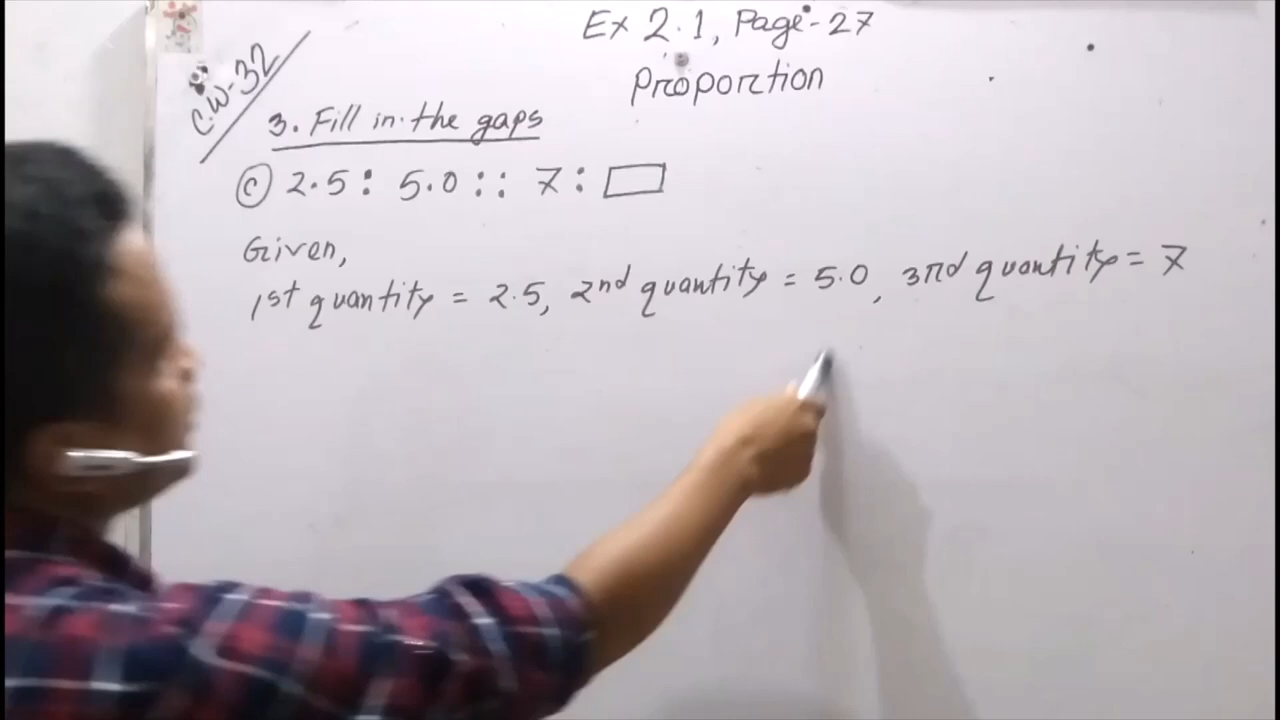 Ex 2.1, Page-27
Proportion
C.W-32
3. Fill in the gaps
(c) 2.5 : 5.0 :: 7 : □
Given,
1st quantity = 2.5, 2nd quantity = 5.0, 3rd quantity = 7